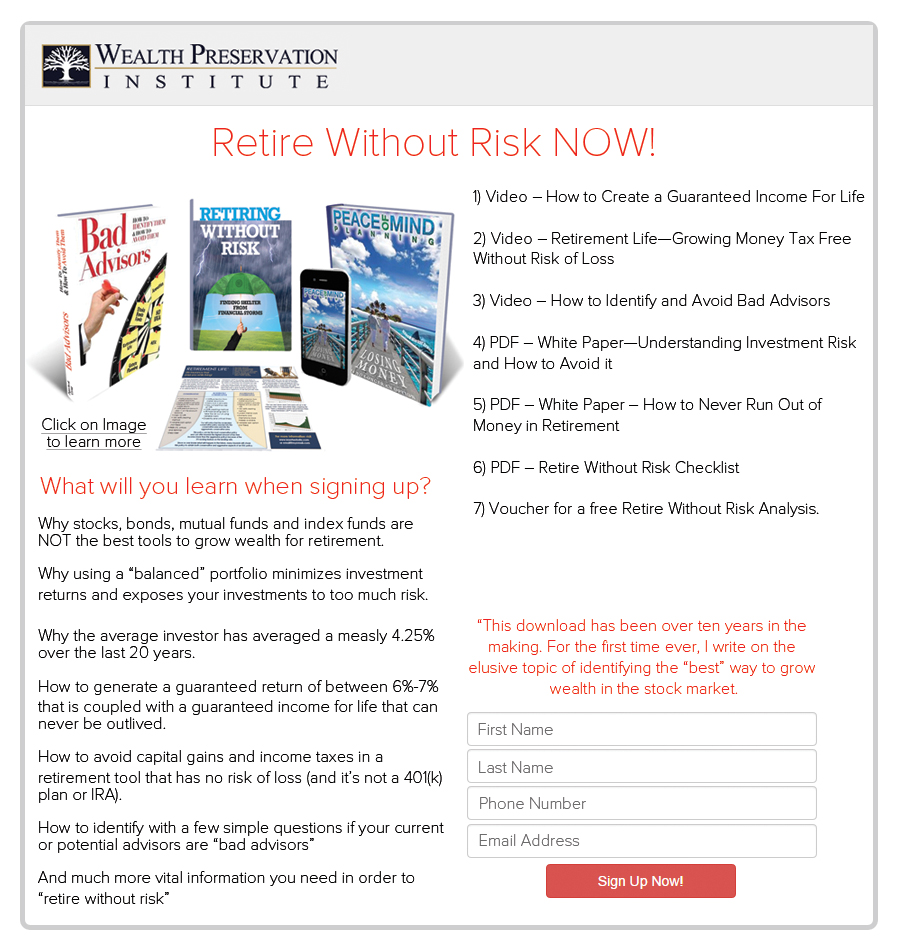 WEALTH PRESERVATION
INSTITUTE
Retire Without Risk NOW!
Bad
Advisors
HOW TO
IDENTIFY THEM
& HOW TO
AVOID THEM
Bad Advisors
RETIRING
WITHOUT
RISK
FINDING SHELTER
FROM
FINANCIAL STORMS
PEACE OF MIND
PLANNING
LOSING
MONEY
RETIREMENT LIFE
Click on Image
to learn more
1) Video – How to Create a Guaranteed Income For Life
2) Video – Retirement Life—Growing Money Tax Free
Without Risk of Loss
3) Video – How to Identify and Avoid Bad Advisors
4) PDF – White Paper—Understanding Investment Risk
and How to Avoid it
5) PDF – White Paper – How to Never Run Out of
Money in Retirement
6) PDF – Retire Without Risk Checklist
7) Voucher for a free Retire Without Risk Analysis.
What will you learn when signing up?
Why stocks, bonds, mutual funds and index funds are
NOT the best tools to grow wealth for retirement.
Why using a “balanced” portfolio minimizes investment
returns and exposes your investments to too much risk.
Why the average investor has averaged a measly 4.25%
over the last 20 years.
How to generate a guaranteed return of between 6%-7%
that is coupled with a guaranteed income for life that can
never be outlived.
How to avoid capital gains and income taxes in a
retirement tool that has no risk of loss (and it’s not a 401(k)
plan or IRA).
How to identify with a few simple questions if your current
or potential advisors are “bad advisors”
And much more vital information you need in order to
“retire without risk”
“This download has been over ten years in the
making. For the first time ever, I write on the
elusive topic of identifying the “best” way to grow
wealth in the stock market.
First Name
Last Name
Phone Number
Email Address
Sign Up Now!